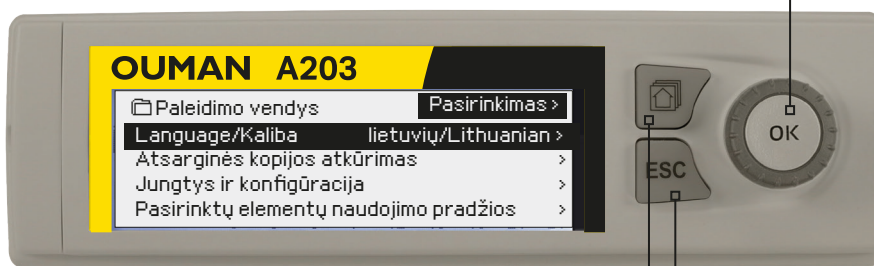 OUMAN A203
Paleidimo vendys
Pasirinkimas >
Language/Kaliba lietuvių/Lithuanian >
Atsarginės kopijos atkūrimas >
Jungtys ir konfigūracija >
Pasirinktų elementų naudojimo pradžios >
OK
ESC